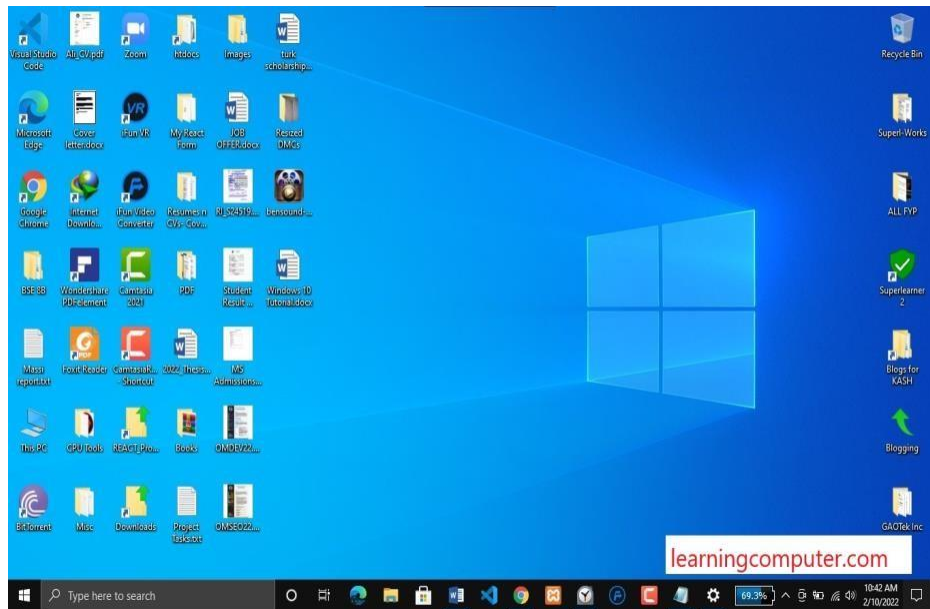 Visual Studio
Code
Ali_CV.pdf
Zoom
htdocs
Images
turk
scholarship...
Recycle Bin
Microsoft
Edge
Cover
letter.docx
iFun VR
My React
Form
JOB
OFFER.docx
Resized
DMCs
Superl-Works
Google
Chrome
Internet
Downlo...
iFun Video
Converter
Resumes n
CVs- Cov...
RI_SZ4519...
bensound-...
ALL FYP
BSE 8B
Wondershare
PDFelement
Camtasia
2021
PDF
Student
Result ...
Windows 10
Tutorial.docx
Superlearner
2
Massi
report.txt
Foxit Reader
CamtasiaR...
- Shortcut
2022_Thesis...
MS
Admissions...
Blogs for
KASH
This PC
CPU Tools
REACT_Pro...
Books
OMDEV22...
Blogging
BitTorrent
Misc
Downloads
Project
Tasks.txt
OMSEO22...
GAOTek Inc
learningcomputer.com
Type here to search
69.3%
10:42 AM
2/10/2022